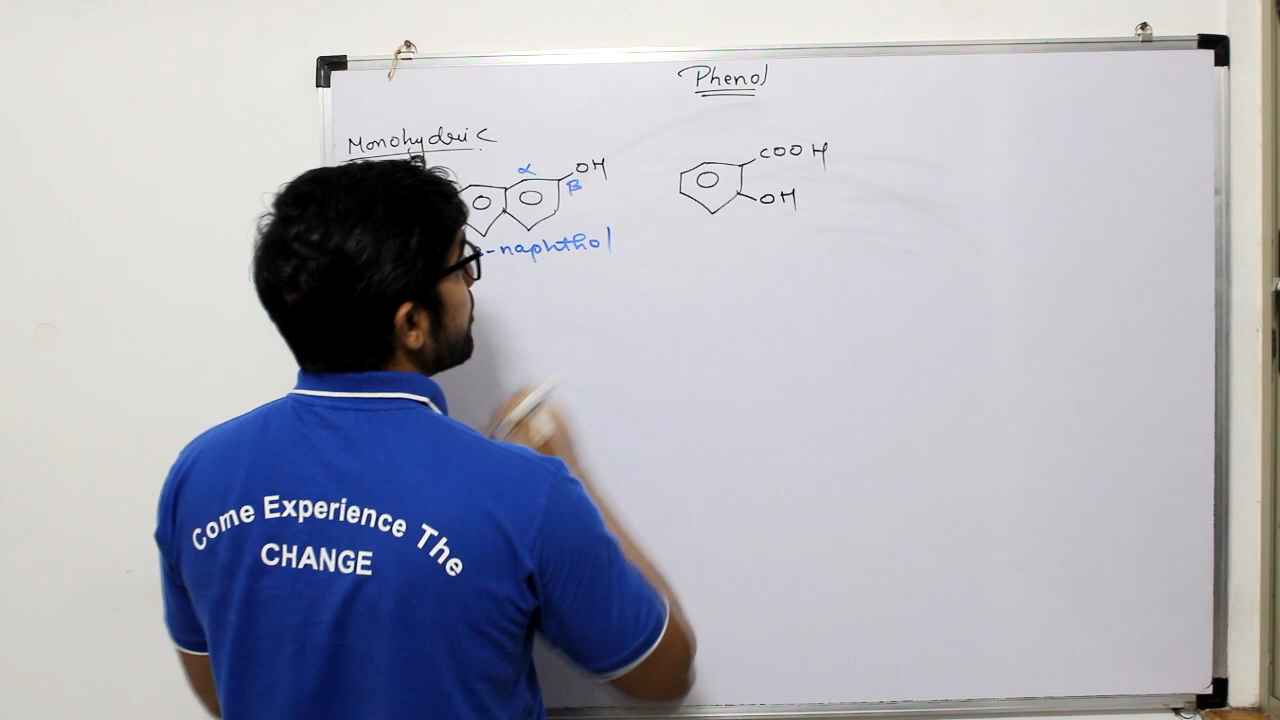 Phenol
Monohydric
α
OH
β
-naphthol
COOH
OH
Come Experience The
CHANGE